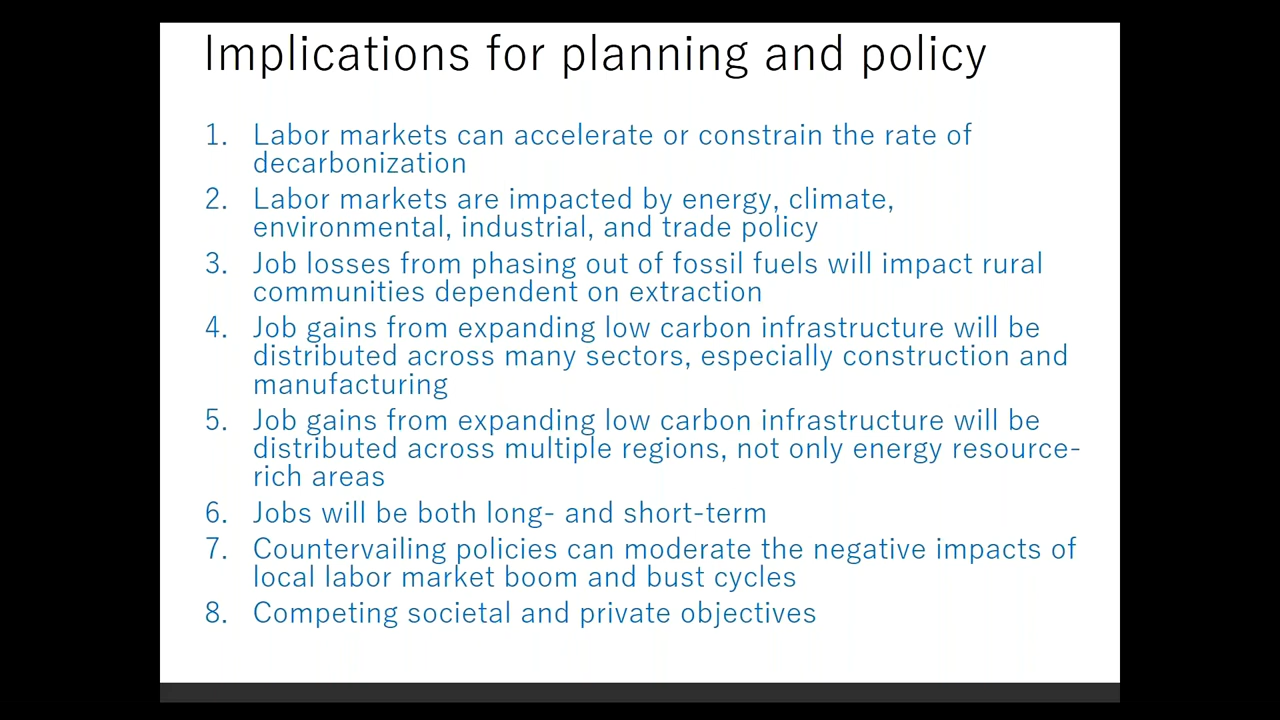 Implications for planning and policy
1. Labor markets can accelerate or constrain the rate of
decarbonization
2. Labor markets are impacted by energy, climate,
environmental, industrial, and trade policy
3. Job losses from phasing out of fossil fuels will impact rural
communities dependent on extraction
4. Job gains from expanding low carbon infrastructure will be
distributed across many sectors, especially construction and
manufacturing
5. Job gains from expanding low carbon infrastructure will be
distributed across multiple regions, not only energy resource-
rich areas
6. Jobs will be both long- and short-term
7. Countervailing policies can moderate the negative impacts of
local labor market boom and bust cycles
8. Competing societal and private objectives